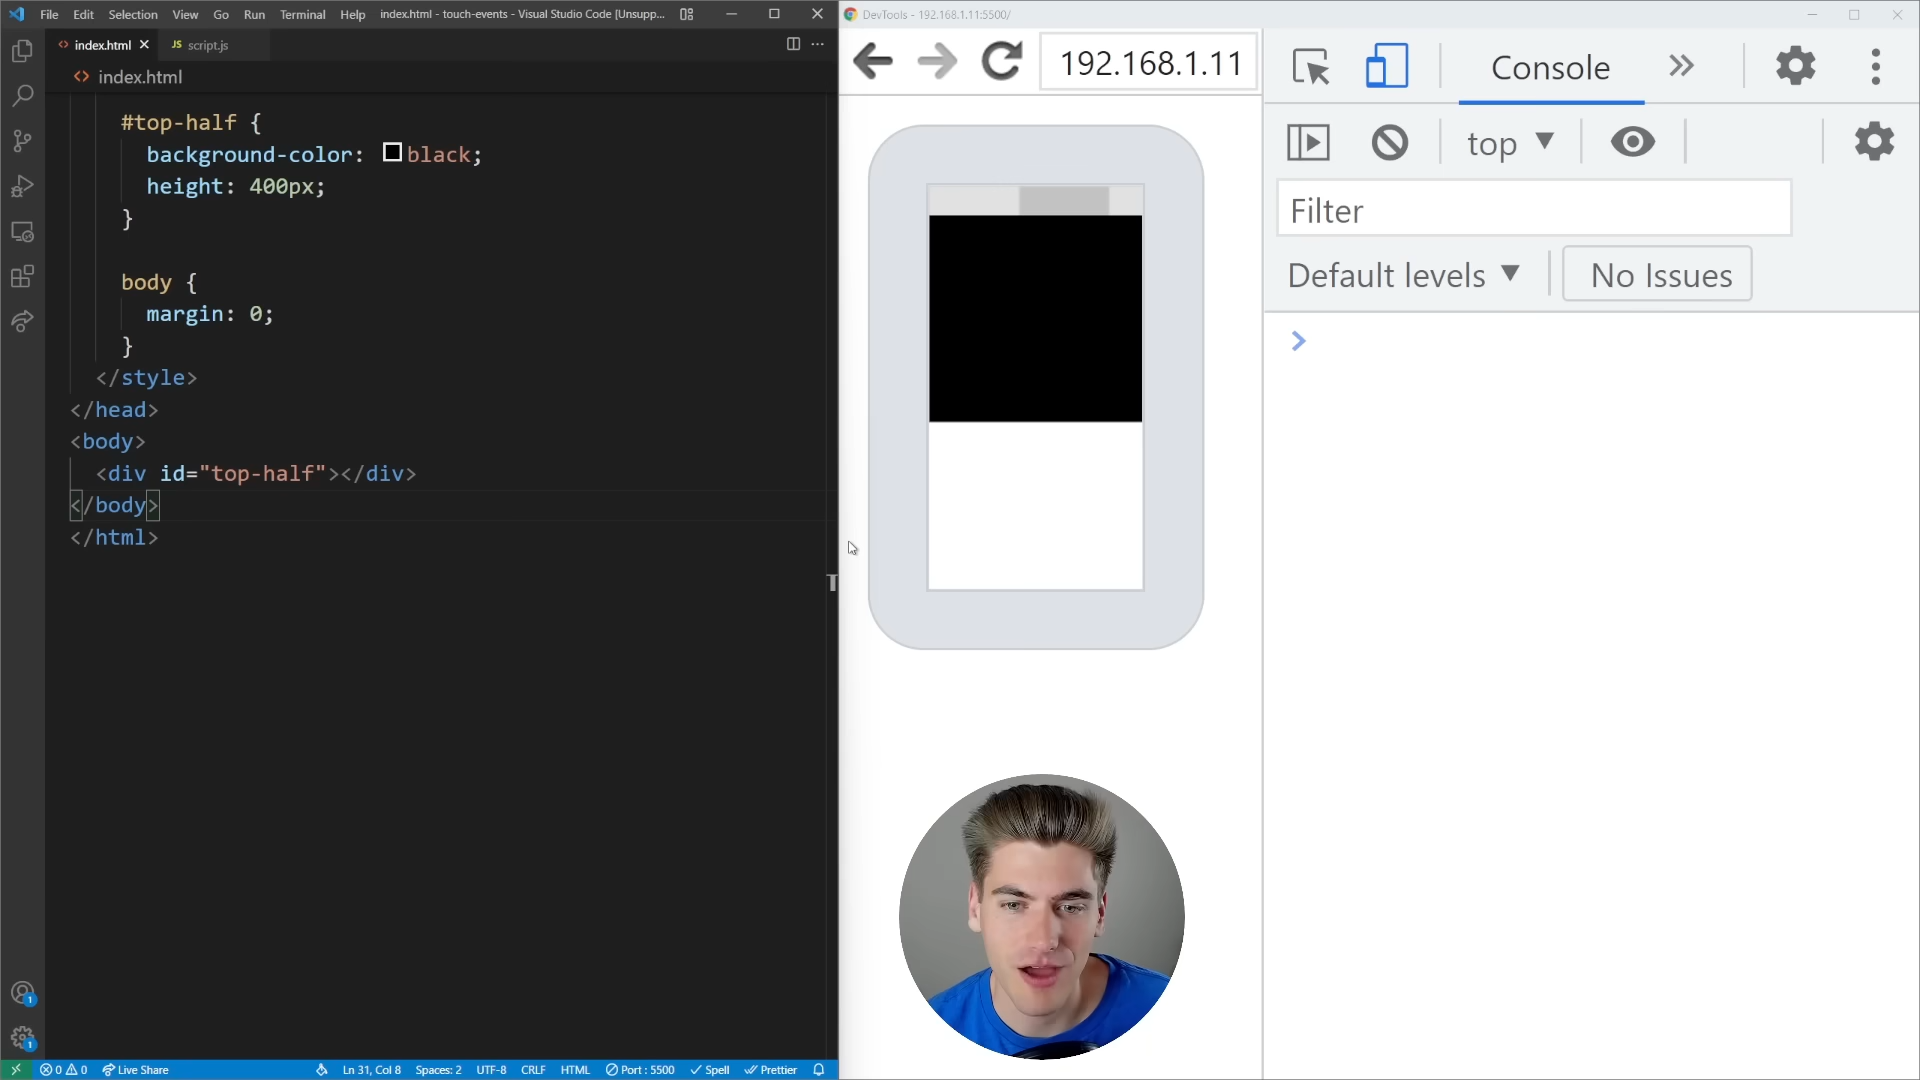 File Edit Selection View Go Run Terminal Help index.html - touch-events - Visual Studio Code [Unsupp...
index.html
JS script.js
index.html
#top-half {
background-color: black;
height: 400px;
}
body {
margin: 0;
}
</style>
</head>
<body>
<div id="top-half"></div>
</body>
</html>
1
1
0 0 Live Share Ln 31, Col 8 Spaces: 2 UTF-8 CRLF HTML Port : 5500 Spell Prettier
DevTools - 192.168.1.11:5500/
192.168.1.11
Console
top
Filter
Default levels
No Issues